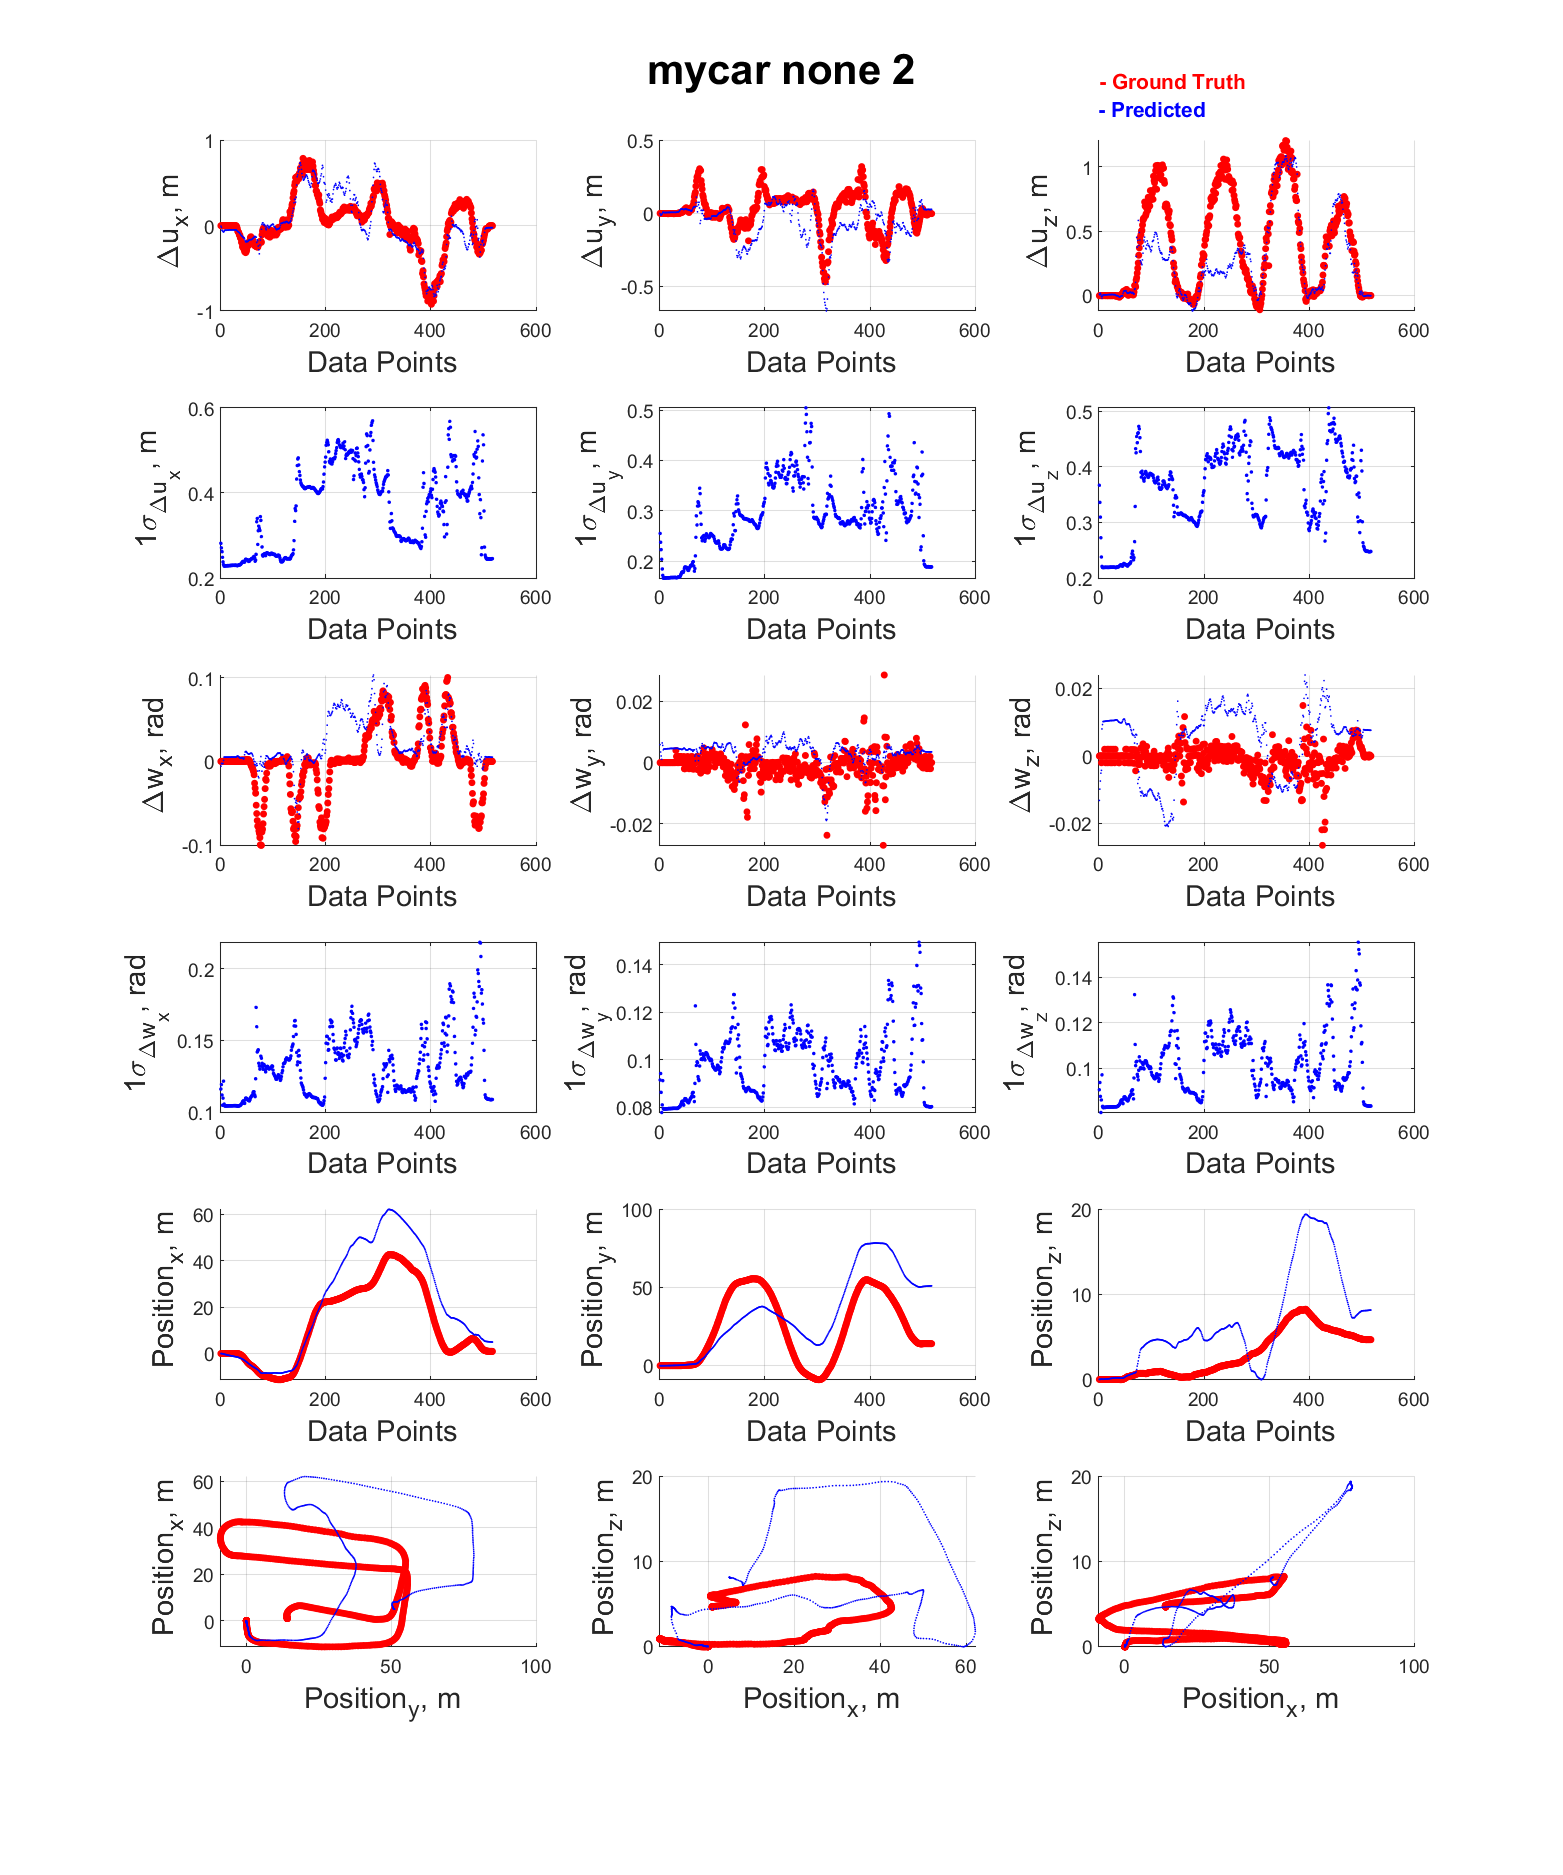 mycar none 2
- Ground Truth
- Predicted
1
0
-1
Δu_x, m
0 200 400 600
Data Points
0.5
0
-0.5
Δu_y, m
0 200 400 600
Data Points
1
0.5
0
Δu_z, m
0 200 400 600
Data Points
0.6
0.4
0.2
1σ_Δu_x, m
0 200 400 600
Data Points
0.5
0.4
0.3
0.2
1σ_Δu_y, m
0 200 400 600
Data Points
0.5
0.4
0.3
0.2
1σ_Δu_z, m
0 200 400 600
Data Points
0.1
0
-0.1
Δw_x, rad
0 200 400 600
Data Points
0.02
0
-0.02
Δw_y, rad
0 200 400 600
Data Points
0.02
0
-0.02
Δw_z, rad
0 200 400 600
Data Points
0.2
0.15
0.1
1σ_Δw_x, rad
0 200 400 600
Data Points
0.14
0.12
0.1
0.08
1σ_Δw_y, rad
0 200 400 600
Data Points
0.14
0.12
0.1
1σ_Δw_z, rad
0 200 400 600
Data Points
60
40
20
0
Position_x, m
0 200 400 600
Data Points
100
50
0
Position_y, m
0 200 400 600
Data Points
20
10
0
Position_z, m
0 200 400 600
Data Points
60
40
20
0
Position_x, m
0 50 100
Position_y, m
20
10
0
Position_z, m
0 20 40 60
Position_x, m
20
10
0
Position_z, m
0 50 100
Position_x, m